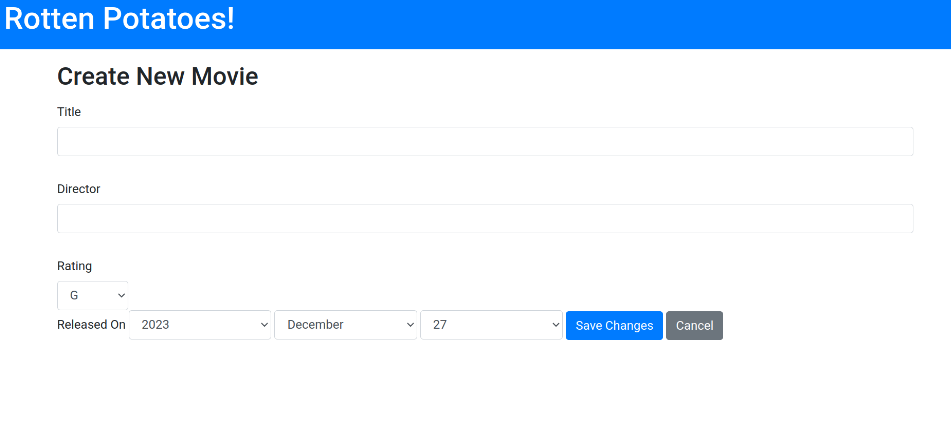 Rotten Potatoes!
Create New Movie
Title
Director
Rating
G
Released On 2023 December 27 Save Changes Cancel